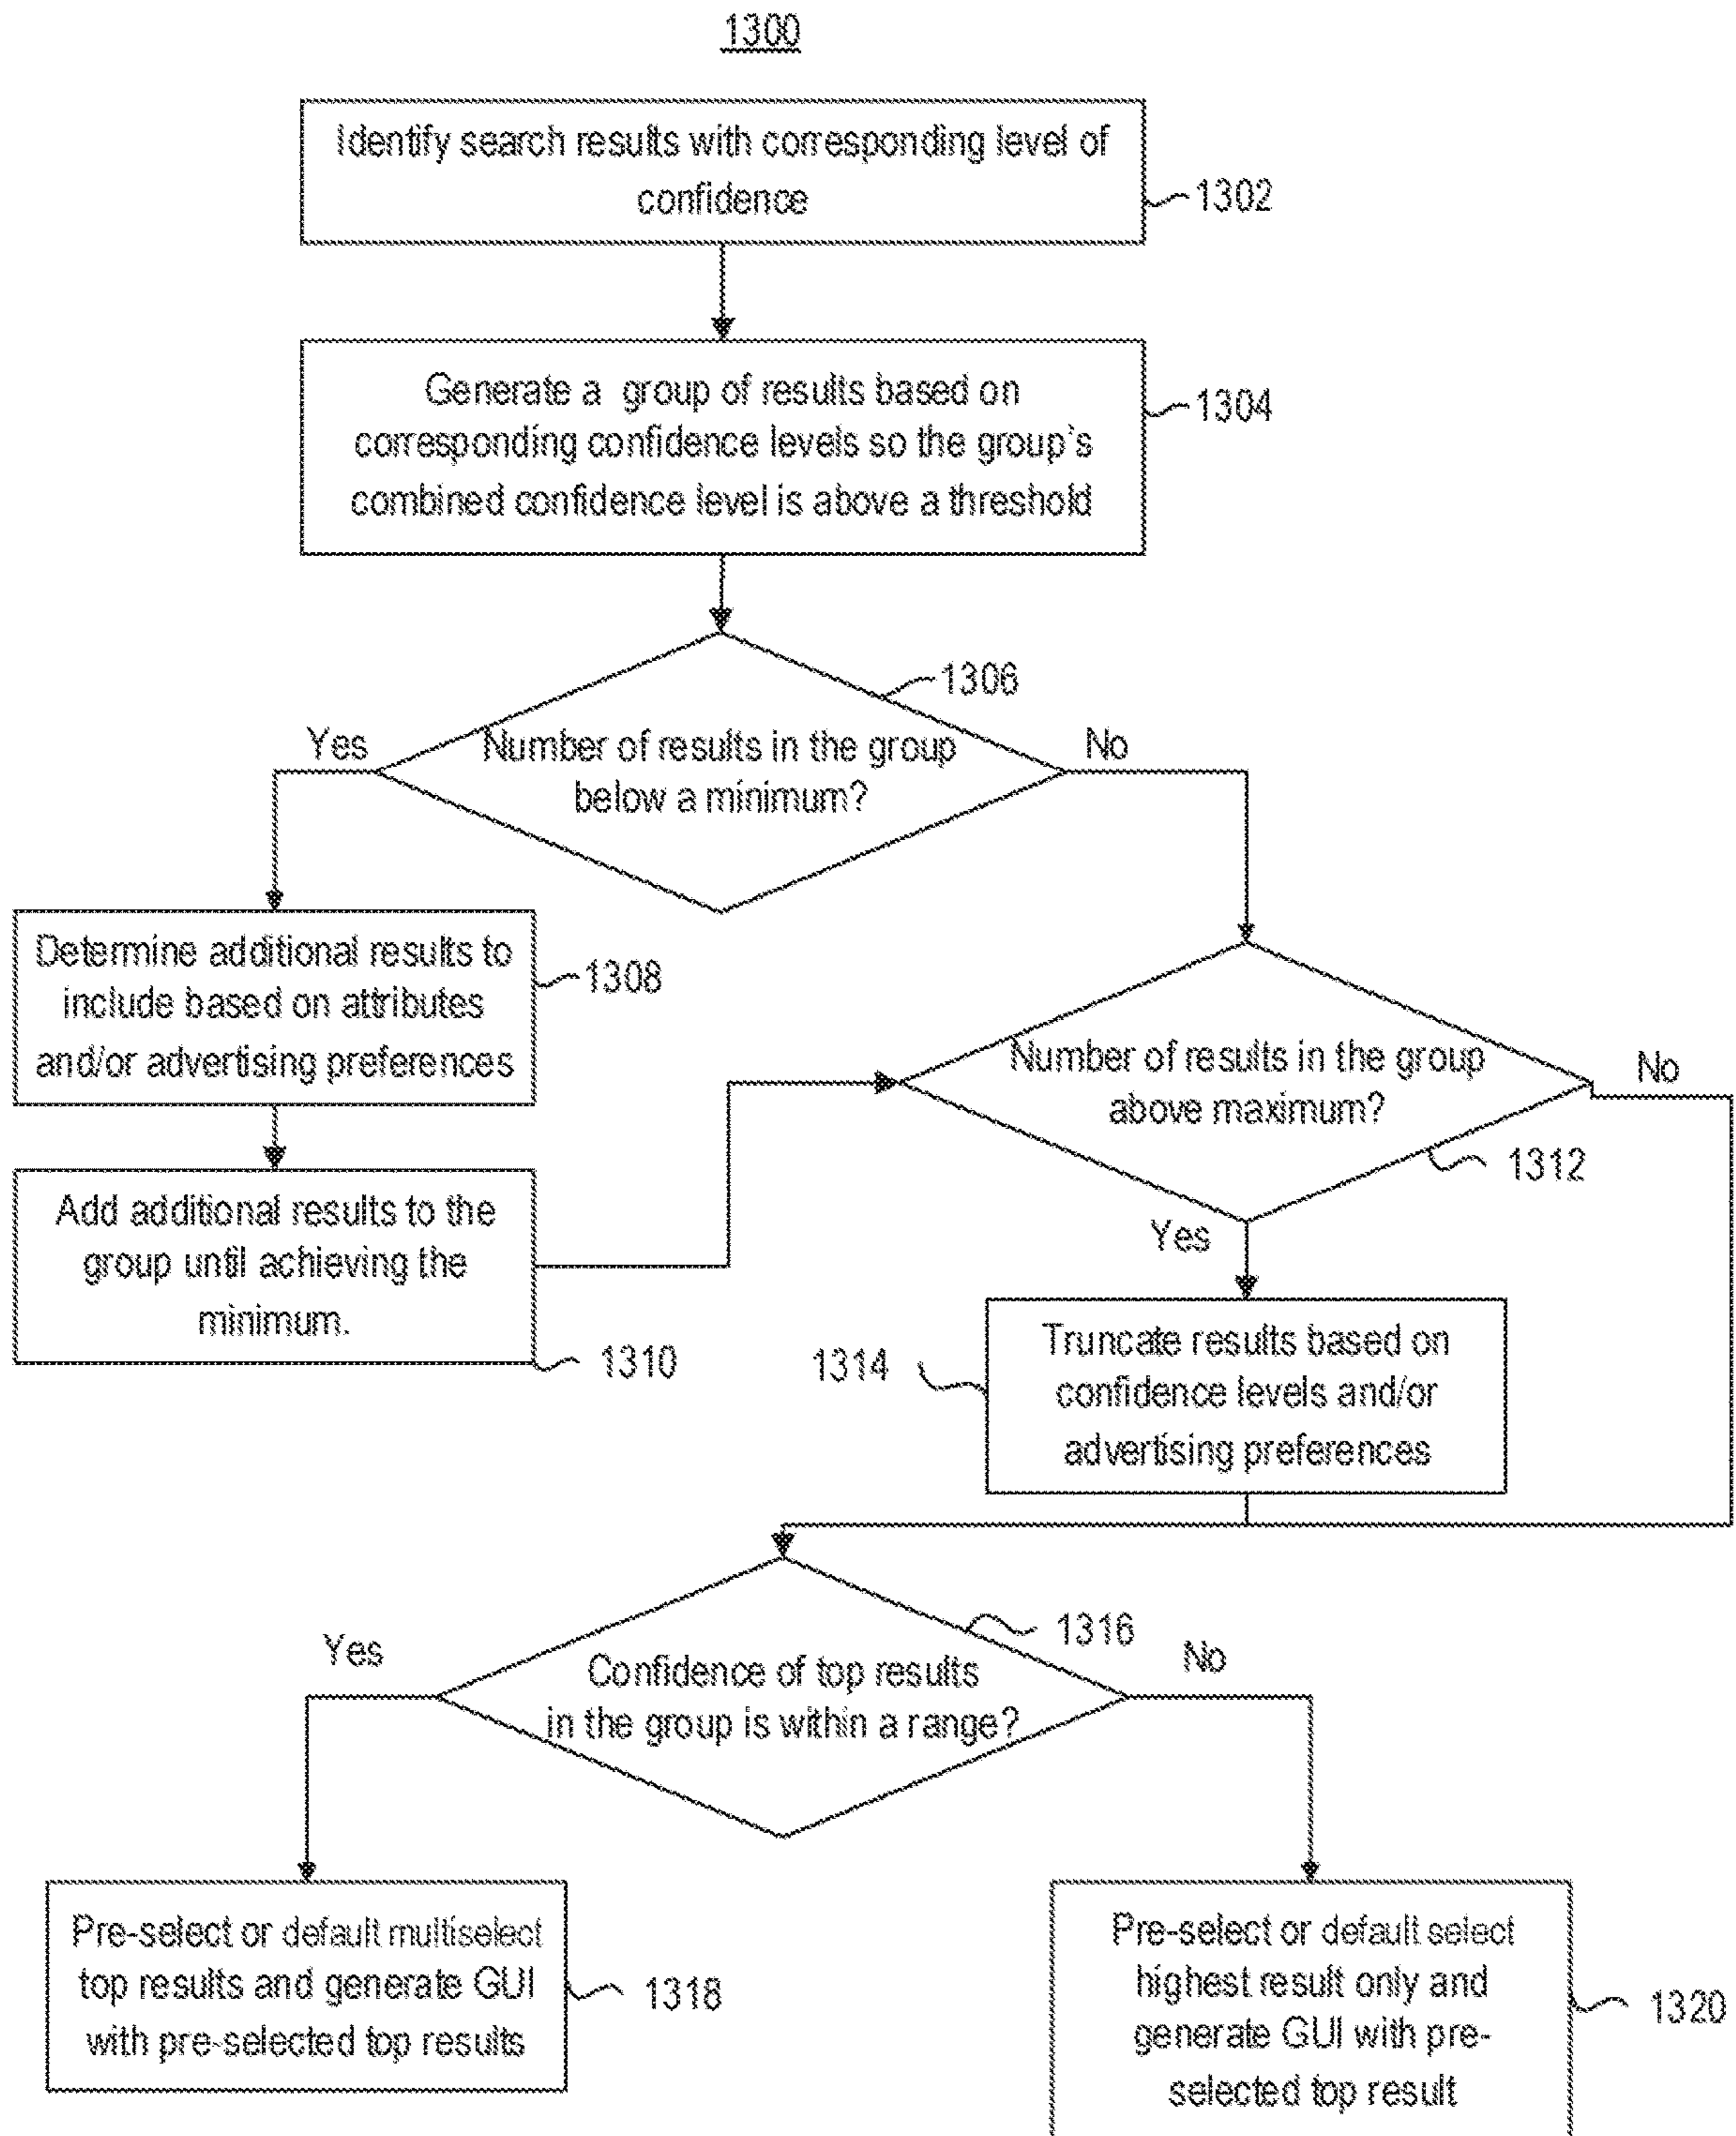 1300
Identify search results with corresponding level of
confidence
1302
Generate a group of results based on
corresponding confidence levels so the group's
combined confidence level is above a threshold
1304
1306
Yes
Number of results in the group
below a minimum?
No
Determine additional results to
include based on attributes
and/or advertising preferences
1308
Number of results in the group
above maximum?
No
1312
Add additional results to the
group until achieving the
minimum.
1310
Yes
1314
Truncate results based on
confidence levels and/or
advertising preferences
1316
Yes
Confidence of top results
in the group is within a range?
No
Pre-select or default multiselect
top results and generate GUI
with pre-selected top results
1318
Pre-select or default select
highest result only and
generate GUI with pre-
selected top result
1320